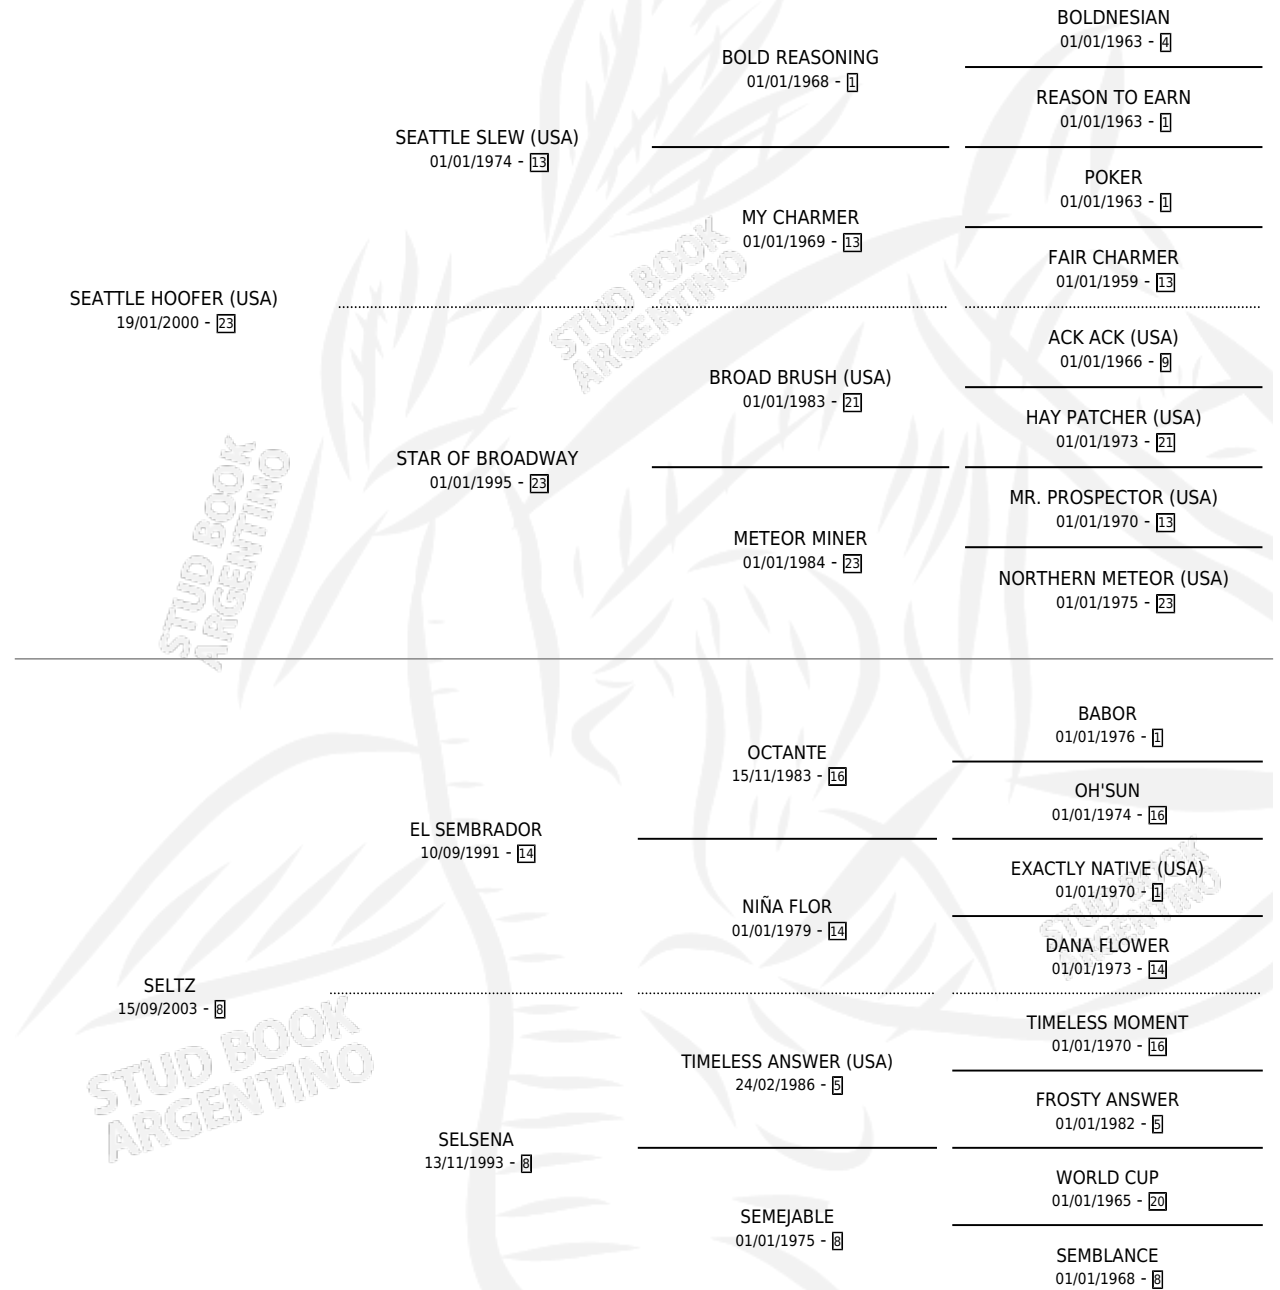 BOLDNESIAN
01/01/1963 - 4
BOLD REASONING
01/01/1968 - 1
REASON TO EARN
01/01/1963 - 1
SEATTLE SLEW (USA)
01/01/1974 - 13
POKER
01/01/1963 - 1
MY CHARMER
01/01/1969 - 13
FAIR CHARMER
01/01/1959 - 13
SEATTLE HOOFER (USA)
19/01/2000 - 23
ACK ACK (USA)
01/01/1966 - 9
BROAD BRUSH (USA)
01/01/1983 - 21
HAY PATCHER (USA)
01/01/1973 - 21
STAR OF BROADWAY
01/01/1995 - 23
MR. PROSPECTOR (USA)
01/01/1970 - 13
METEOR MINER
01/01/1984 - 23
NORTHERN METEOR (USA)
01/01/1975 - 23
BABOR
01/01/1976 - 1
OCTANTE
15/11/1983 - 16
OH'SUN
01/01/1974 - 16
EL SEMBRADOR
10/09/1991 - 14
EXACTLY NATIVE (USA)
01/01/1970 - 1
NIÑA FLOR
01/01/1979 - 14
DANA FLOWER
01/01/1973 - 14
SELTZ
15/09/2003 - 8
TIMELESS MOMENT
01/01/1970 - 16
TIMELESS ANSWER (USA)
24/02/1986 - 5
FROSTY ANSWER
01/01/1982 - 5
SELSENA
13/11/1993 - 8
WORLD CUP
01/01/1965 - 20
SEMEJABLE
01/01/1975 - 8
SEMBLANCE
01/01/1968 - 8
STUD BOOK
ARGENTINO
STUD BOOK
ARGENTINO
STUD BOOK
ARGENTINO
STUD BOOK
ARGENTINO